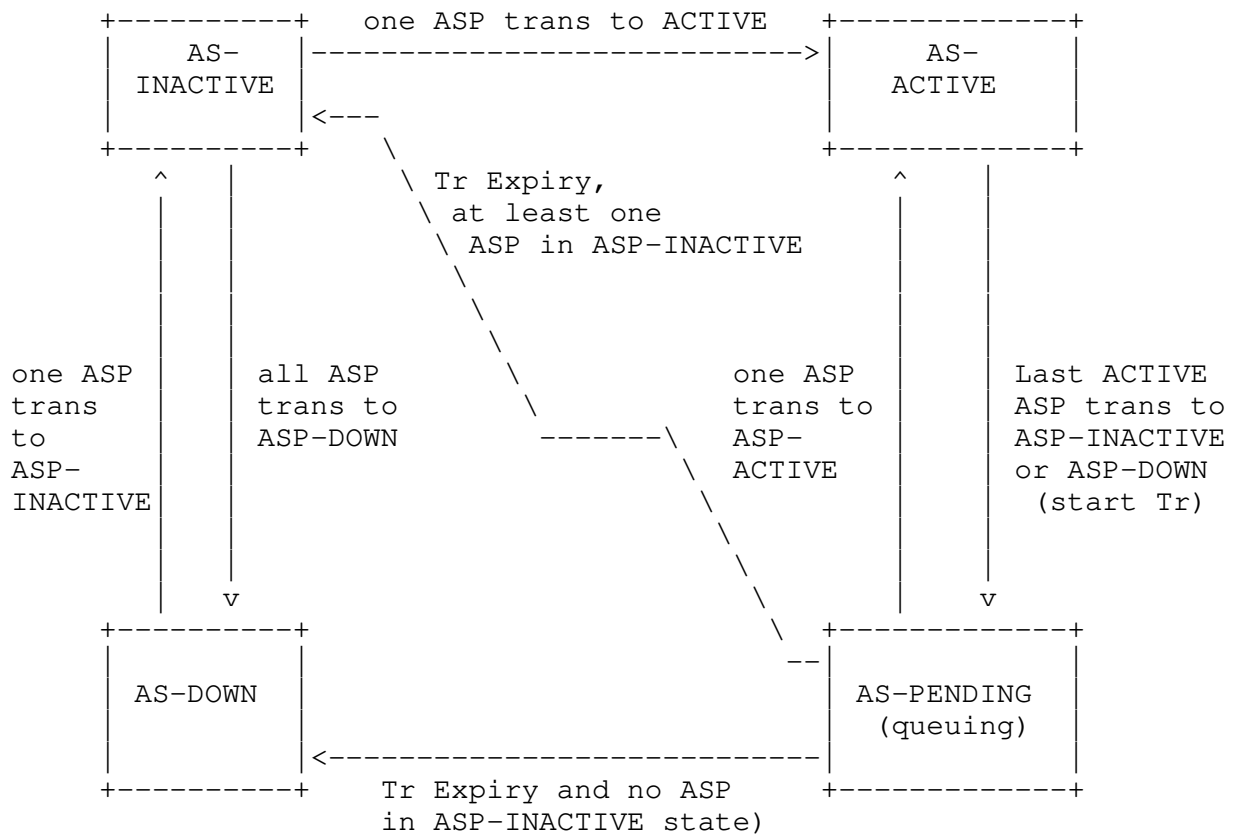 one ASP trans to ACTIVE
AS-
INACTIVE
AS-
ACTIVE
Tr Expiry,
at least one
ASP in ASP-INACTIVE
one ASP
trans
to
ASP-
INACTIVE
all ASP
trans to
ASP-DOWN
one ASP
trans to
ASP-
ACTIVE
Last ACTIVE
ASP trans to
ASP-INACTIVE
or ASP-DOWN
(start Tr)
AS-DOWN
AS-PENDING
(queuing)
Tr Expiry and no ASP
in ASP-INACTIVE state)